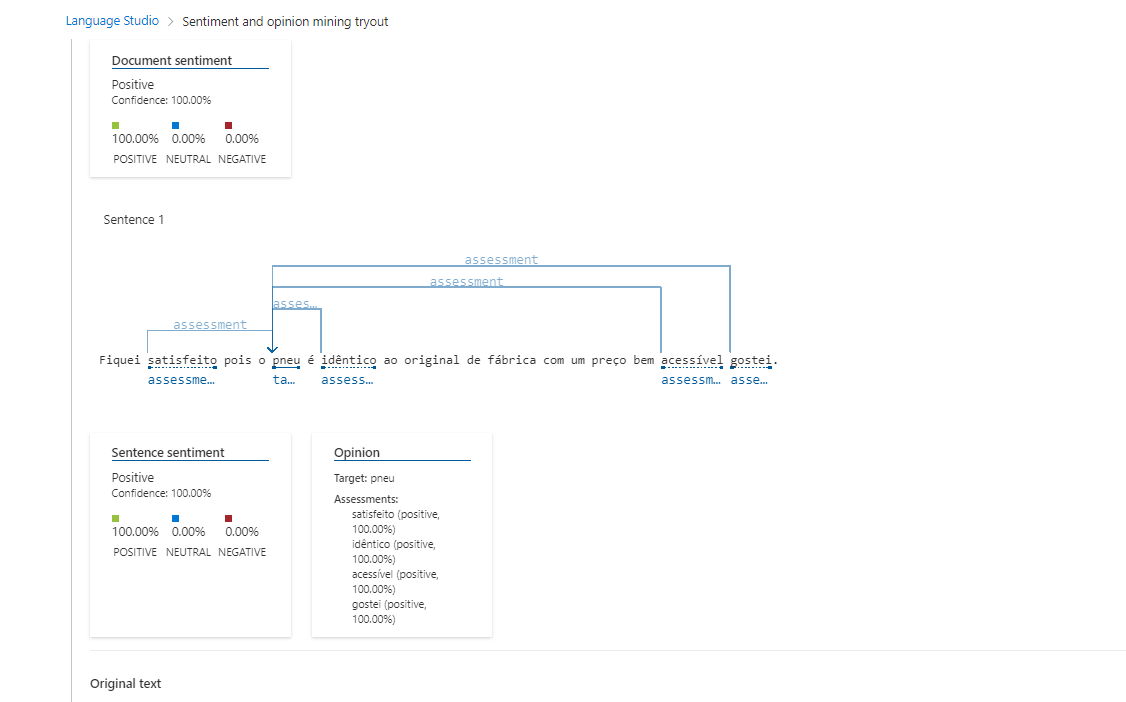 Language Studio > Sentiment and opinion mining tryout
Document sentiment
Positive
Confidence: 100.00%
100.00% 0.00% 0.00%
POSITIVE NEUTRAL NEGATIVE
Sentence 1
assessment
assessment
asses...
assessment
Fiquei satisfeito pois o pneu é idêntico ao original de fábrica com um preço bem acessível gostei.
assessme... ta... assess... assessm... asse...
Sentence sentiment
Positive
Confidence: 100.00%
100.00% 0.00% 0.00%
POSITIVE NEUTRAL NEGATIVE
Opinion
Target: pneu
Assessments:
satisfeito (positive,
100.00%)
idêntico (positive,
100.00%)
acessível (positive,
100.00%)
gostei (positive,
100.00%)
Original text